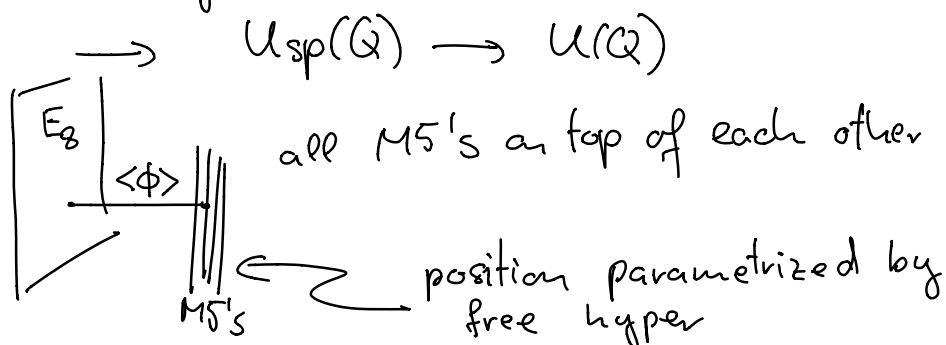 → Usp(Q) → U(Q)
E8
all M5's on top of each other
<ϕ>
position parametrized by
free hyper
M5's